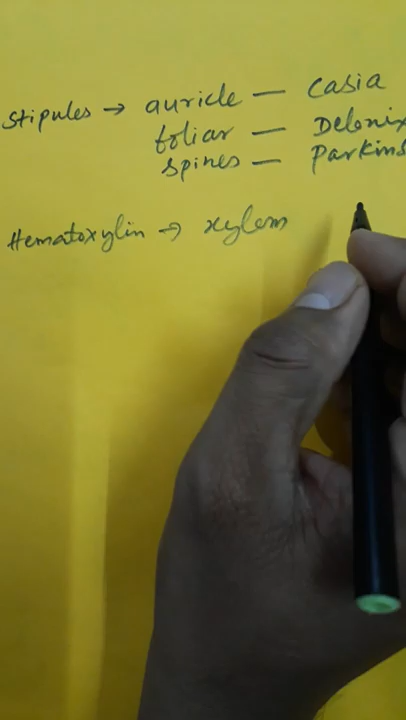 stipules → auricle — Casia
foliar — Delonix
spines — Parkins
Hematoxylin → xylem